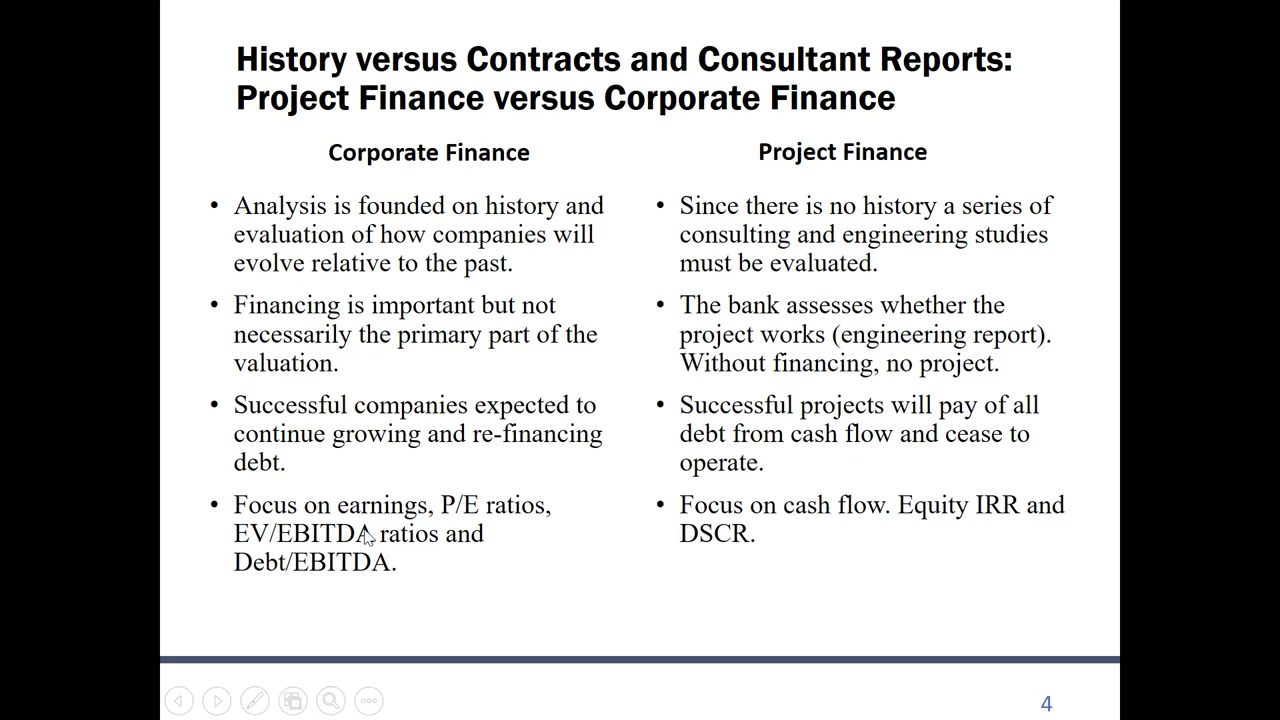 History versus Contracts and Consultant Reports:
Project Finance versus Corporate Finance
Corporate Finance
• Analysis is founded on history and
evaluation of how companies will
evolve relative to the past.
• Financing is important but not
necessarily the primary part of the
valuation.
• Successful companies expected to
continue growing and re-financing
debt.
• Focus on earnings, P/E ratios,
EV/EBITDA ratios and
Debt/EBITDA.
Project Finance
• Since there is no history a series of
consulting and engineering studies
must be evaluated.
• The bank assesses whether the
project works (engineering report).
Without financing, no project.
• Successful projects will pay of all
debt from cash flow and cease to
operate.
• Focus on cash flow. Equity IRR and
DSCR.
4